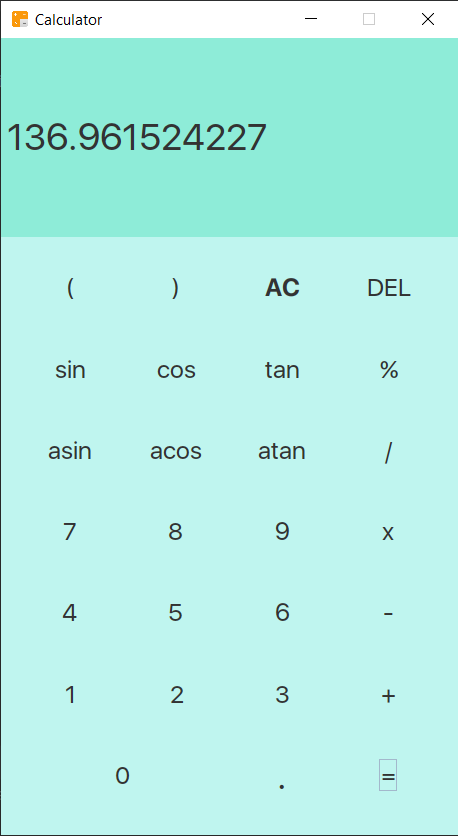 Calculator
136.961524227
( ) AC DEL
sin cos tan %
asin acos atan /
7 8 9 x
4 5 6 -
1 2 3 +
0 . =